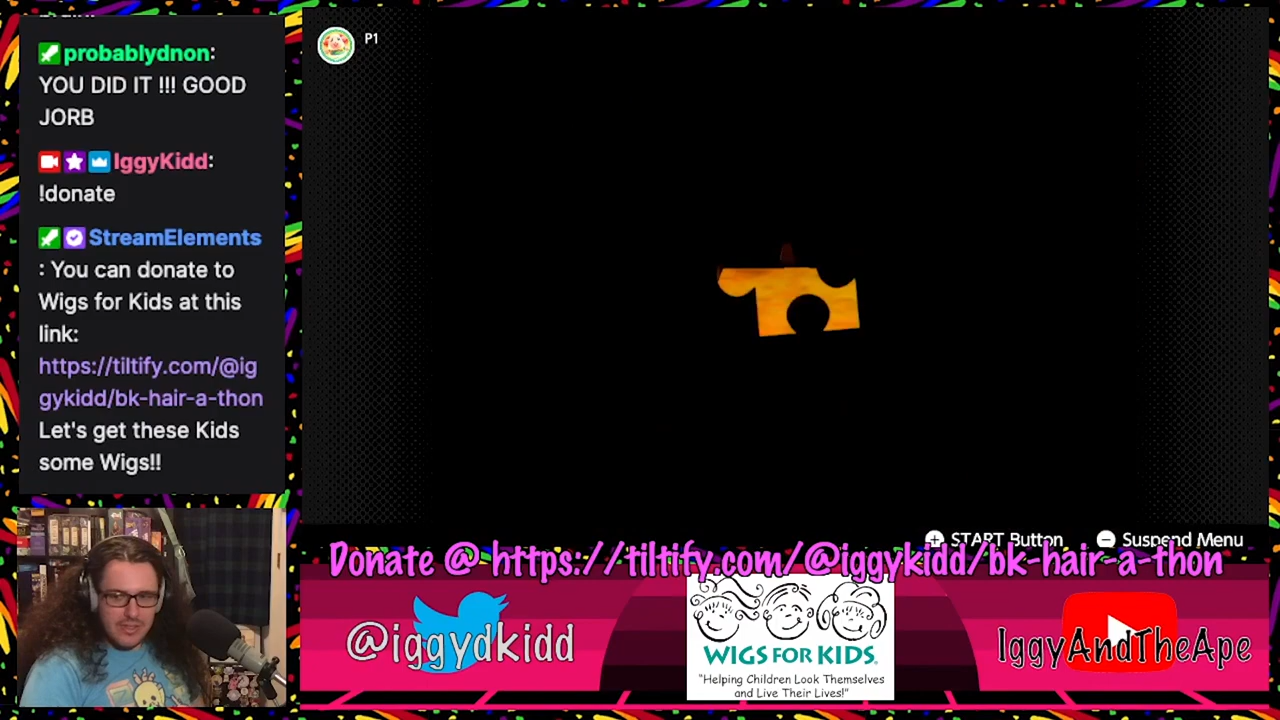 probablydnon:
YOU DID IT !!! GOOD
JORB
IggyKidd:
!donate
StreamElements
: You can donate to
Wigs for Kids at this
link:
https://tiltify.com/@ig
gykidd/bk-hair-a-thon
Let's get these Kids
some Wigs!!
P1
START Button
Suspend Menu
Donate @ https://tiltify.com/@iggykidd/bk-hair-a-thon
@iggydkidd
WIGS FOR KIDS.
"Helping Children Look Themselves
and Live Their Lives!"
IggyAndTheApe